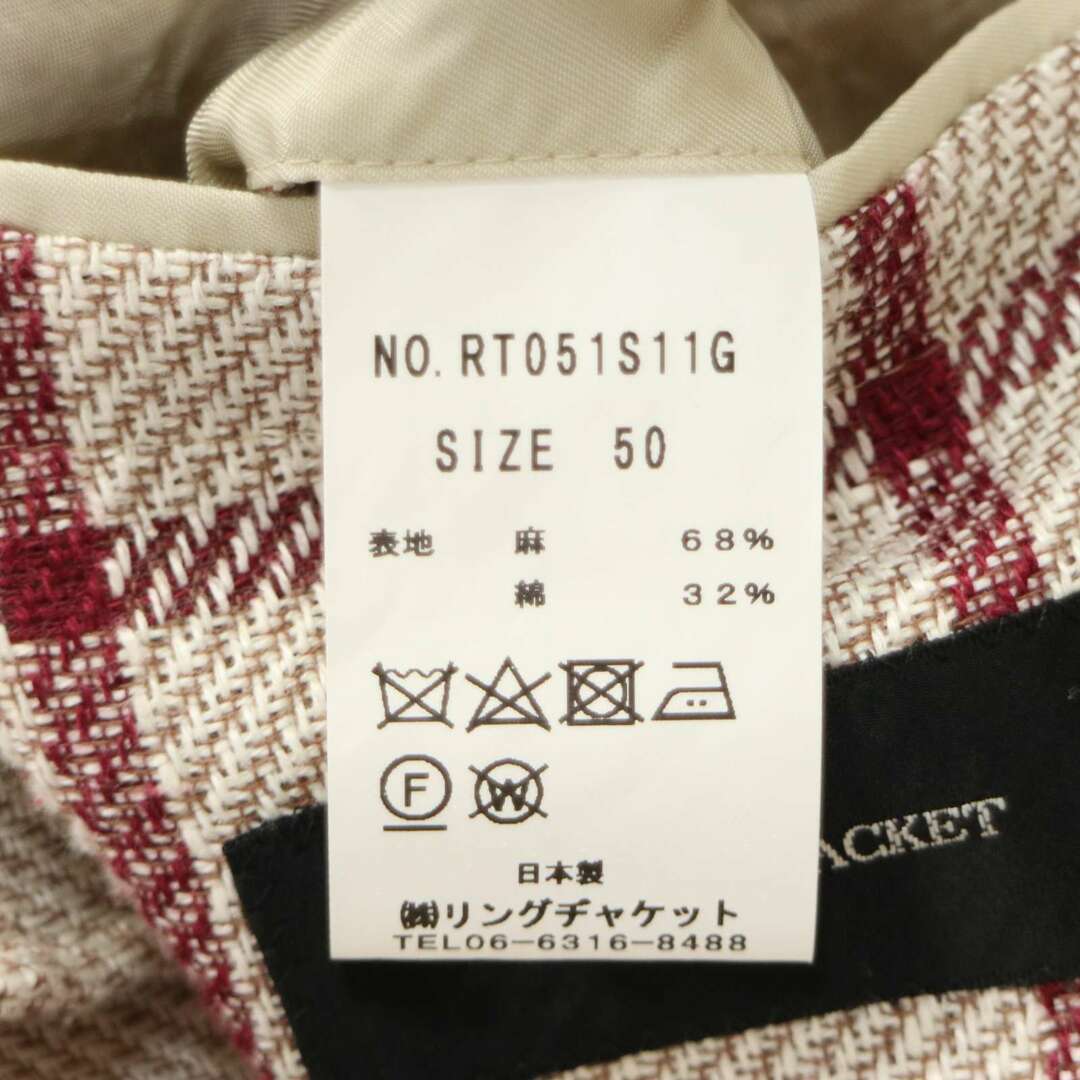 NO. RT051S11G
SIZE 50
表地 麻 68%
綿 32%
F W
日本製
㈱リングヂャケット
TEL06-6316-8488
ACKET